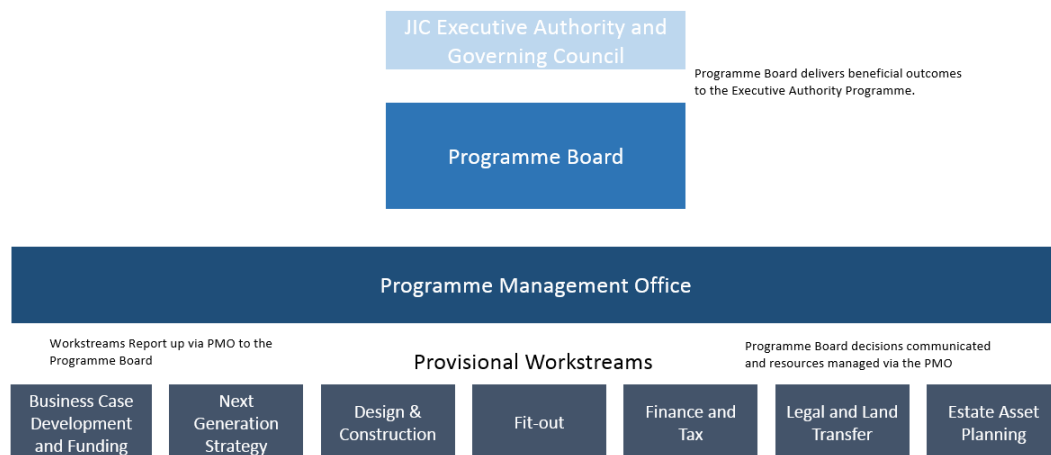 JIC Executive Authority and
Governing Council
Programme Board delivers beneficial outcomes
to the Executive Authority Programme.
Programme Board
Programme Management Office
Workstreams Report up via PMO to the
Programme Board
Provisional Workstreams
Programme Board decisions communicated
and resources managed via the PMO
Business Case
Development
and Funding
Next
Generation
Strategy
Design &
Construction
Fit-out
Finance and
Tax
Legal and Land
Transfer
Estate Asset
Planning